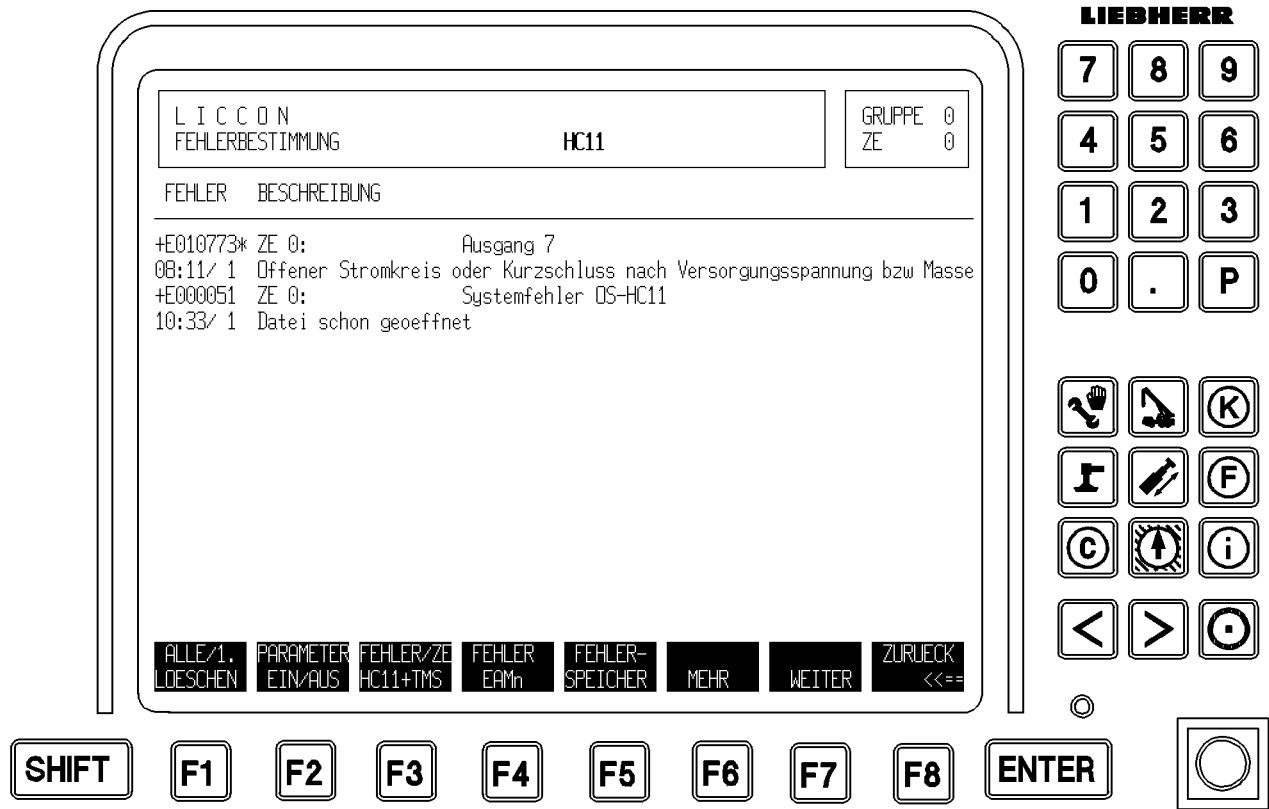 LIEBHERR
L I C C O N
FEHLERBESTIMMUNG HC11
GRUPPE 0
ZE 0
FEHLER BESCHREIBUNG
+E010773* ZE 0: Ausgang 7
08:11/ 1 Offener Stromkreis oder Kurzschluss nach Versorgungsspannung bzw Masse
+E000051 ZE 0: Systemfehler OS-HC11
10:33/ 1 Datei schon geoeffnet
ALLE/1. PARAMETER FEHLER/ZE FEHLER FEHLER- ZURUECK
LOESCHEN EIN/AUS HC11+TMS EAMn SPEICHER MEHR WEITER <<==
7 8 9
4 5 6
1 2 3
0 . P
K
F
C i
< >
SHIFT F1 F2 F3 F4 F5 F6 F7 F8 ENTER